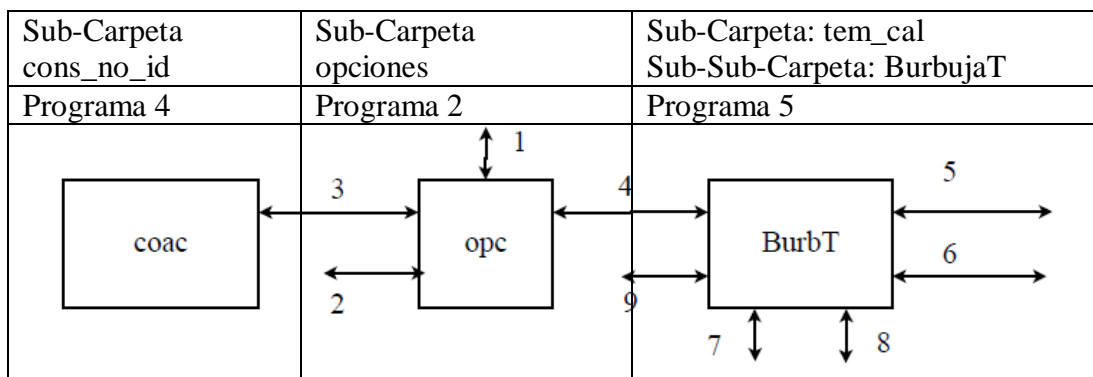 Sub-Carpeta
cons_no_id
Sub-Carpeta
opciones
Sub-Carpeta: tem_cal
Sub-Sub-Carpeta: BurbujaT
Programa 4
Programa 2
Programa 5
1
3
4
5
coac
opc
BurbT
6
2
9
7
8